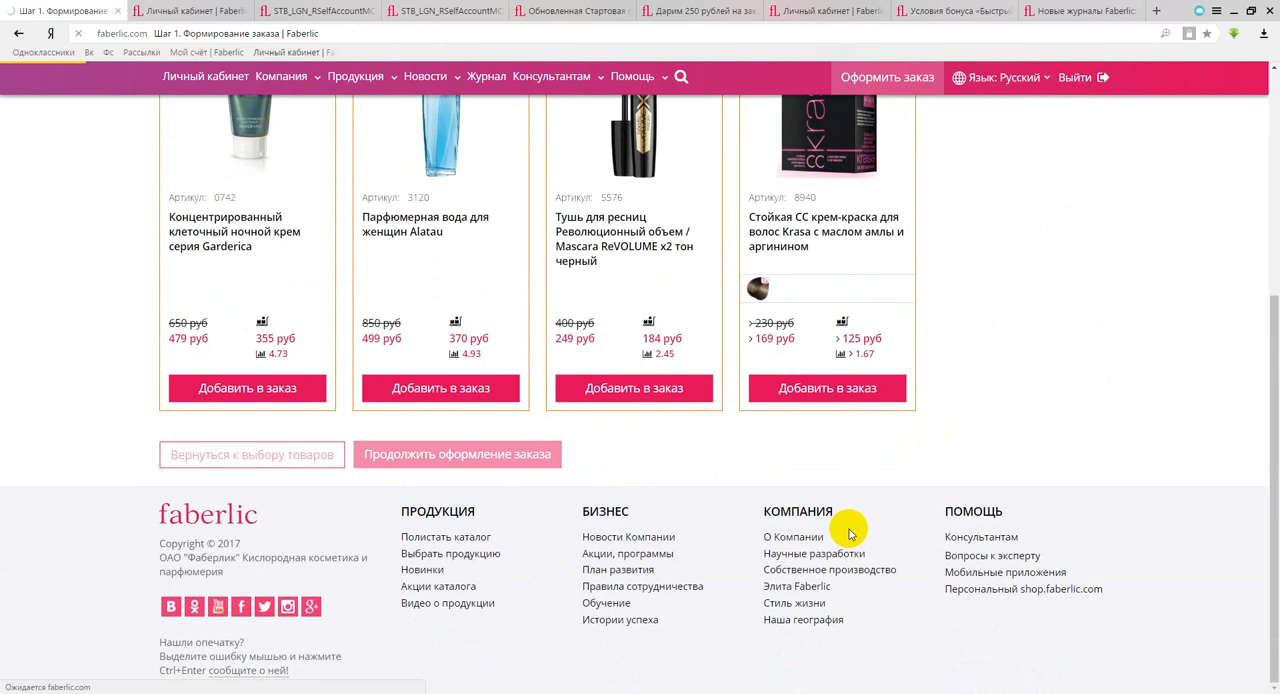 Шаг 1. Формирование
Личный кабинет | Faberli
STB_LGN_RSelfAccountMC
STB_LGN_RSelfAccountMC
Обновленная Стартовая
Дарим 250 рублей на зак
Личный кабинет | Faberli
Условия бонуса «Быстры
Новые журналы Faberlic
Я faberlic.com Шаг 1. Формирование заказа | Faberlic
Одноклассники Вк Фс Рассылки Мой счёт | Faberlic Личный кабинет | Fa
Личный кабинет Компания Продукция Новости Журнал Консультантам Помощь Оформить заказ Язык: Русский Выйти
Артикул: 0742
Концентрированный
клеточный ночной крем
серия Garderica
650 руб
479 руб 355 руб
4.73
Добавить в заказ
Артикул: 3120
Парфюмерная вода для
женщин Alatau
850 руб
499 руб 370 руб
4.93
Добавить в заказ
Артикул: 5576
Тушь для ресниц
Революционный объем /
Mascara ReVOLUME x2 тон
черный
400 руб
249 руб 184 руб
2.45
Добавить в заказ
kras
CC
krasa
Артикул: 8940
Стойкая СС крем-краска для
волос Krasa с маслом амлы и
аргинином
> 230 руб
> 169 руб > 125 руб
> 1.67
Добавить в заказ
Вернуться к выбору товаров Продолжить оформление заказа
faberlic
Copyright © 2017
ОАО "Фаберлик" Кислородная косметика и
парфюмерия
Нашли опечатку?
Выделите ошибку мышью и нажмите
Ctrl+Enter сообщите о ней!
ПРОДУКЦИЯ
Полистать каталог
Выбрать продукцию
Новинки
Акции каталога
Видео о продукции
БИЗНЕС
Новости Компании
Акции, программы
План развития
Правила сотрудничества
Обучение
Истории успеха
КОМПАНИЯ
О Компании
Научные разработки
Собственное производство
Элита Faberlic
Стиль жизни
Наша география
ПОМОЩЬ
Консультантам
Вопросы к эксперту
Мобильные приложения
Персональный shop.faberlic.com
Ожидается faberlic.com